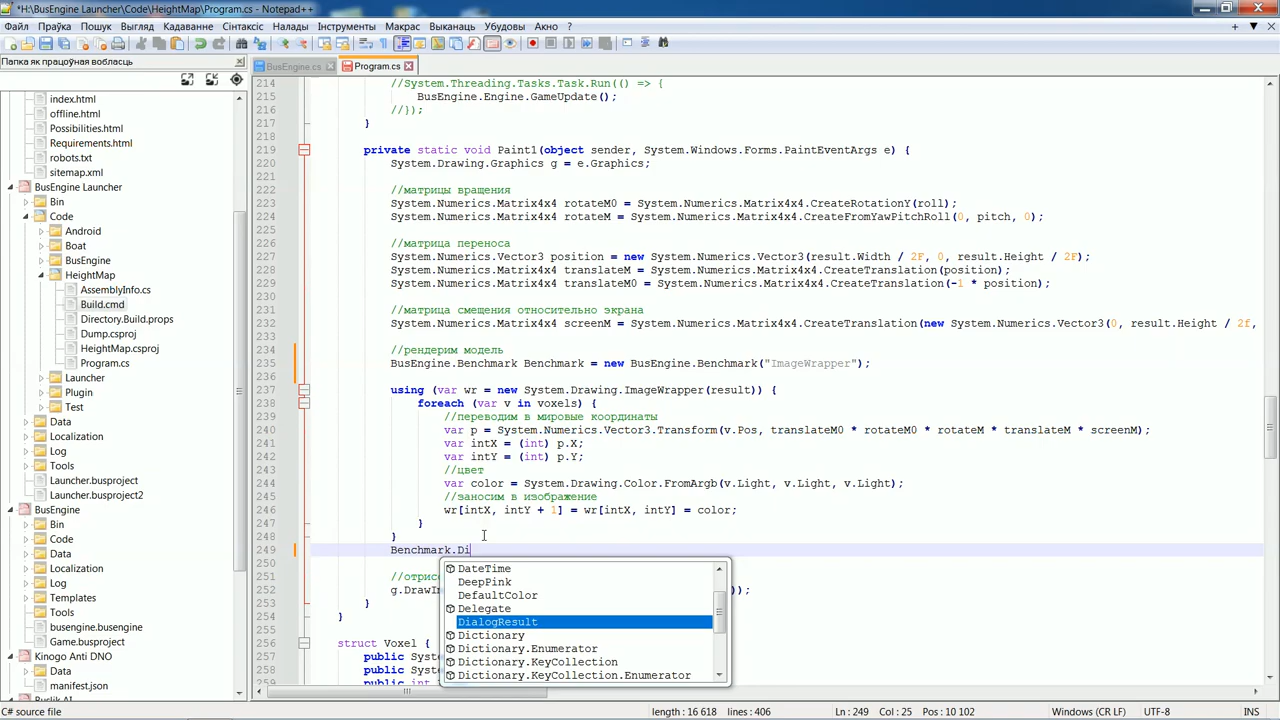 *H:\BusEngine Launcher\Code\HeightMap\Program.cs - Notepad++
Файл Праўка Пошук Выгляд Кадаванне Сінтаксіс Налады Інструменты Макрас Выканаць Убудовы Акно ?
Папка як працоўная вобласць
BusEngine.cs Program.cs
index.html
offline.html
Possibilities.html
Requirements.html
robots.txt
sitemap.xml
BusEngine Launcher
Bin
Code
Android
Boat
BusEngine
HeightMap
AssemblyInfo.cs
Build.cmd
Directory.Build.props
Dump.csproj
HeightMap.csproj
Program.cs
Launcher
Plugin
Test
Data
Localization
Log
Tools
Launcher.busproject
Launcher.busproject2
BusEngine
Bin
Code
Data
Localization
Log
Templates
Tools
busengine.busengine
Game.busproject
Kinogo Anti DNO
Data
manifest.json
214 //System.Threading.Tasks.Task.Run(() => {
215 BusEngine.Engine.GameUpdate();
216 //});
217 }
218
219 private static void Paint1(object sender, System.Windows.Forms.PaintEventArgs e) {
220 System.Drawing.Graphics g = e.Graphics;
221
222 //матрицы вращения
223 System.Numerics.Matrix4x4 rotateM0 = System.Numerics.Matrix4x4.CreateRotationY(roll);
224 System.Numerics.Matrix4x4 rotateM = System.Numerics.Matrix4x4.CreateFromYawPitchRoll(0, pitch, 0);
225
226 //матрица переноса
227 System.Numerics.Vector3 position = new System.Numerics.Vector3(result.Width / 2F, 0, result.Height / 2F);
228 System.Numerics.Matrix4x4 translateM = System.Numerics.Matrix4x4.CreateTranslation(position);
229 System.Numerics.Matrix4x4 translateM0 = System.Numerics.Matrix4x4.CreateTranslation(-1 * position);
230
231 //матрица смещения относительно экрана
232 System.Numerics.Matrix4x4 screenM = System.Numerics.Matrix4x4.CreateTranslation(new System.Numerics.Vector3(0, result.Height / 2f,
233
234 //рендерим модель
235 BusEngine.Benchmark Benchmark = new BusEngine.Benchmark("ImageWrapper");
236
237 using (var wr = new System.Drawing.ImageWrapper(result)) {
238 foreach (var v in voxels) {
239 //переводим в мировые координаты
240 var p = System.Numerics.Vector3.Transform(v.Pos, translateM0 * rotateM0 * rotateM * translateM * screenM);
241 var intX = (int) p.X;
242 var intY = (int) p.Y;
243 //цвет
244 var color = System.Drawing.Color.FromArgb(v.Light, v.Light, v.Light);
245 //заносим в изображение
246 wr[intX, intY + 1] = wr[intX, intY] = color;
247 }
248 }
249 Benchmark.Di
250
251 //отрисо
252 g.DrawIm ));
253 }
254 }
255
256 struct Voxel {
257 public Syste
258 public Syste
259 public int
DateTime
DeepPink
DefaultColor
Delegate
DialogResult
Dictionary
Dictionary.Enumerator
Dictionary.KeyCollection
Dictionary.KeyCollection.Enumerator
C# source file length : 16 618 lines : 406 Ln : 249 Col : 25 Pos : 10 102 Windows (CR LF) UTF-8 INS